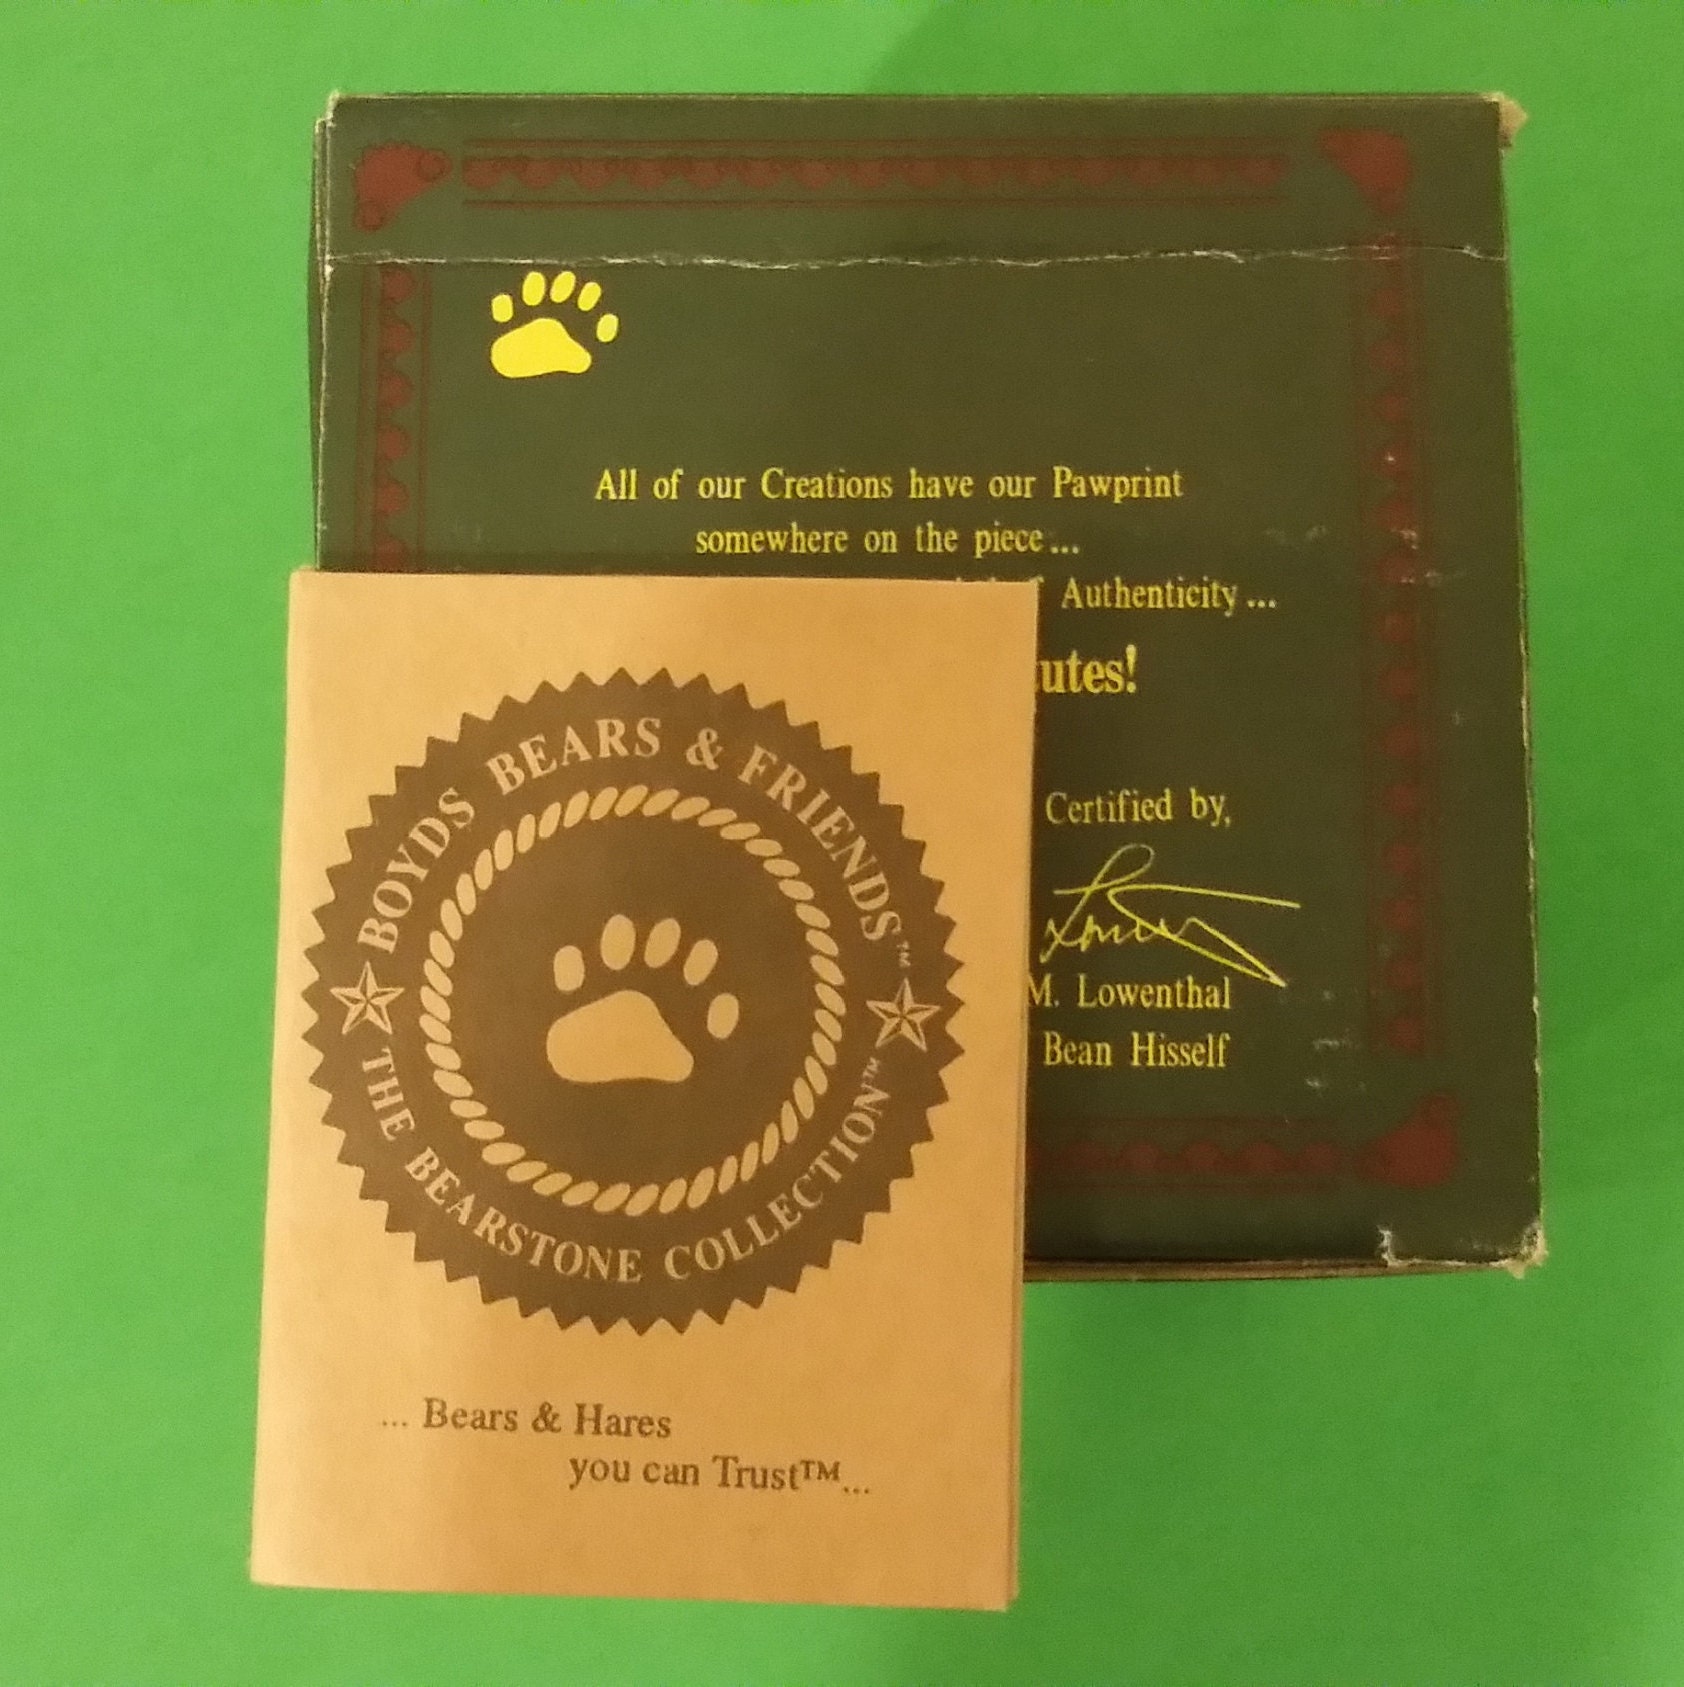 All of our Creations have our Pawprint
somewhere on the piece...
Authenticity...
Certified by,
M. Lowenthal
Bean Hisself
BOYDS BEARS & FRIENDS™
THE BEARSTONE COLLECTION™
... Bears & Hares
you can Trust™...